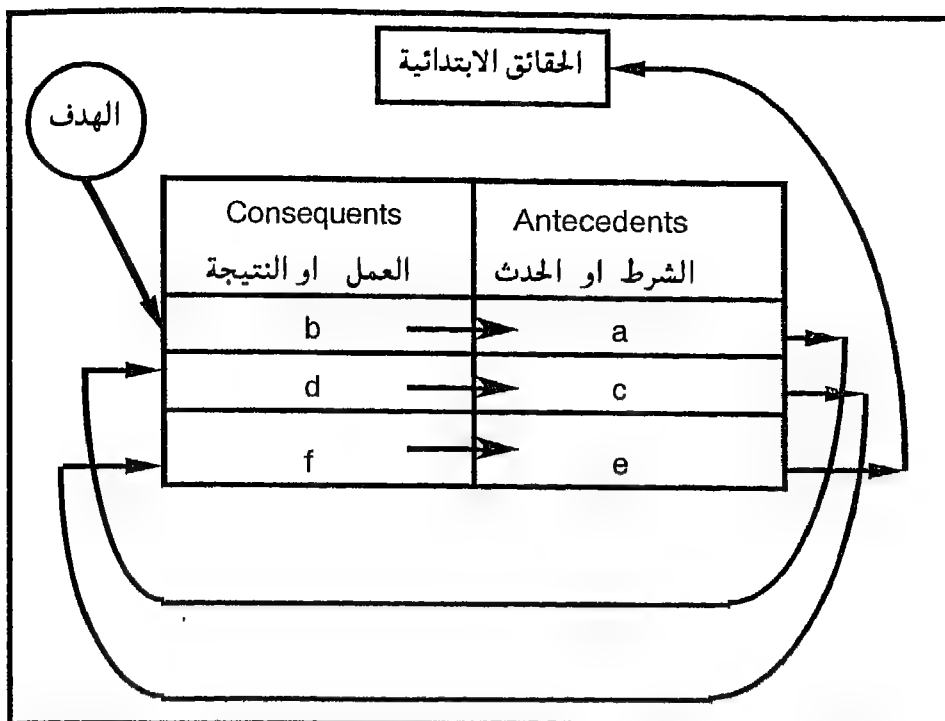 الحقائق الابتدائية
الهدف
Consequents
العمل او النتيجة
Antecedents
الشرط او الحدث
b
a
d
c
f
e